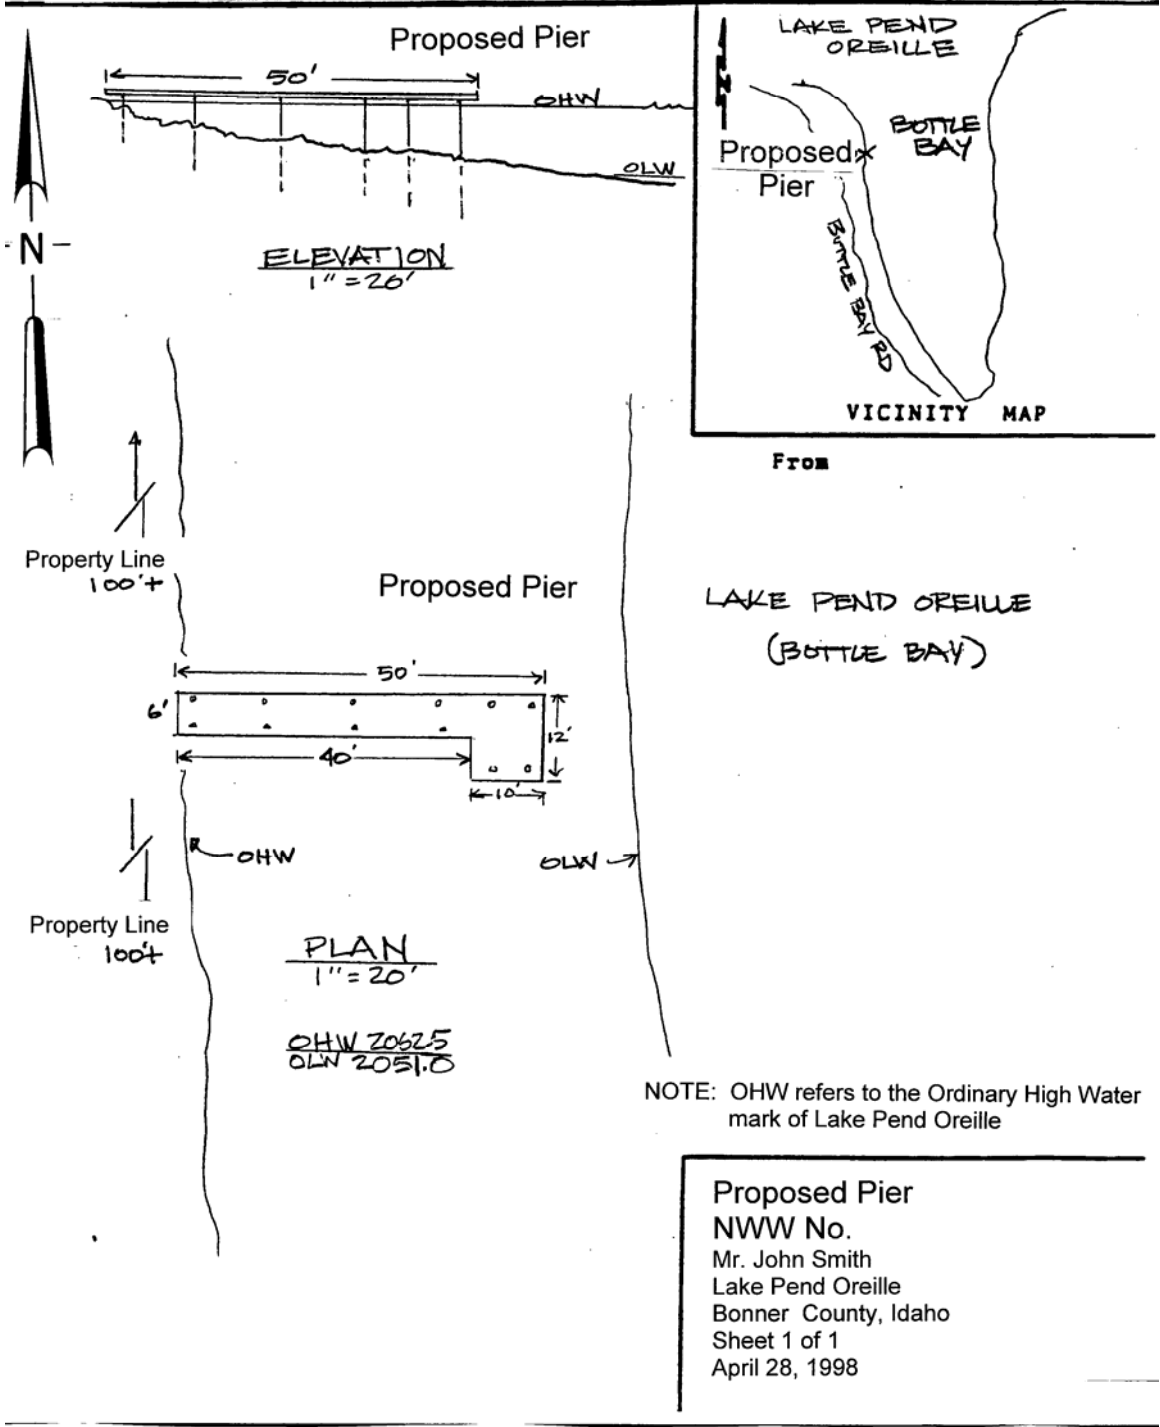 Proposed Pier
50'
OHW
OLW
N
ELEVATION
1" = 20'
LAKE PEND
OREILLE
BOTTLE
BAY
Proposed
Pier
BOTTLE BAY RD
VICINITY MAP
From
Property Line
100'+
Proposed Pier
LAKE PEND OREILLE
(BOTTLE BAY)
50'
6'
12'
40'
10'
OHW
OLW
Property Line
100'+
PLAN
1" = 20'
OHW 2062.5
OLW 2051.0
NOTE: OHW refers to the Ordinary High Water
mark of Lake Pend Oreille
Proposed Pier
NWW No.
Mr. John Smith
Lake Pend Oreille
Bonner County, Idaho
Sheet 1 of 1
April 28, 1998